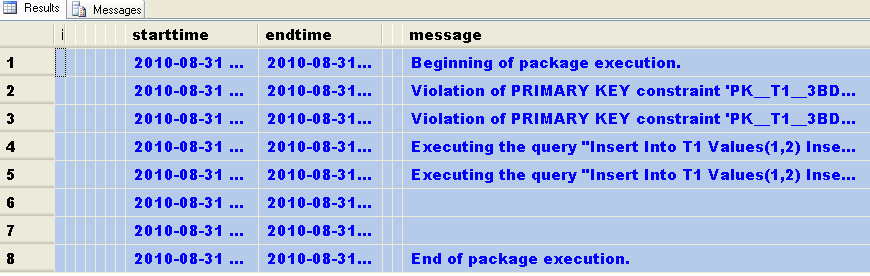 Results Messages
i starttime endtime message
1 2010-08-31 ... 2010-08-31... Beginning of package execution.
2 2010-08-31 ... 2010-08-31... Violation of PRIMARY KEY constraint 'PK__T1__3BD...
3 2010-08-31 ... 2010-08-31... Violation of PRIMARY KEY constraint 'PK__T1__3BD...
4 2010-08-31 ... 2010-08-31... Executing the query "Insert Into T1 Values(1,2) Inse...
5 2010-08-31 ... 2010-08-31... Executing the query "Insert Into T1 Values(1,2) Inse...
6 2010-08-31 ... 2010-08-31...
7 2010-08-31 ... 2010-08-31...
8 2010-08-31 ... 2010-08-31... End of package execution.